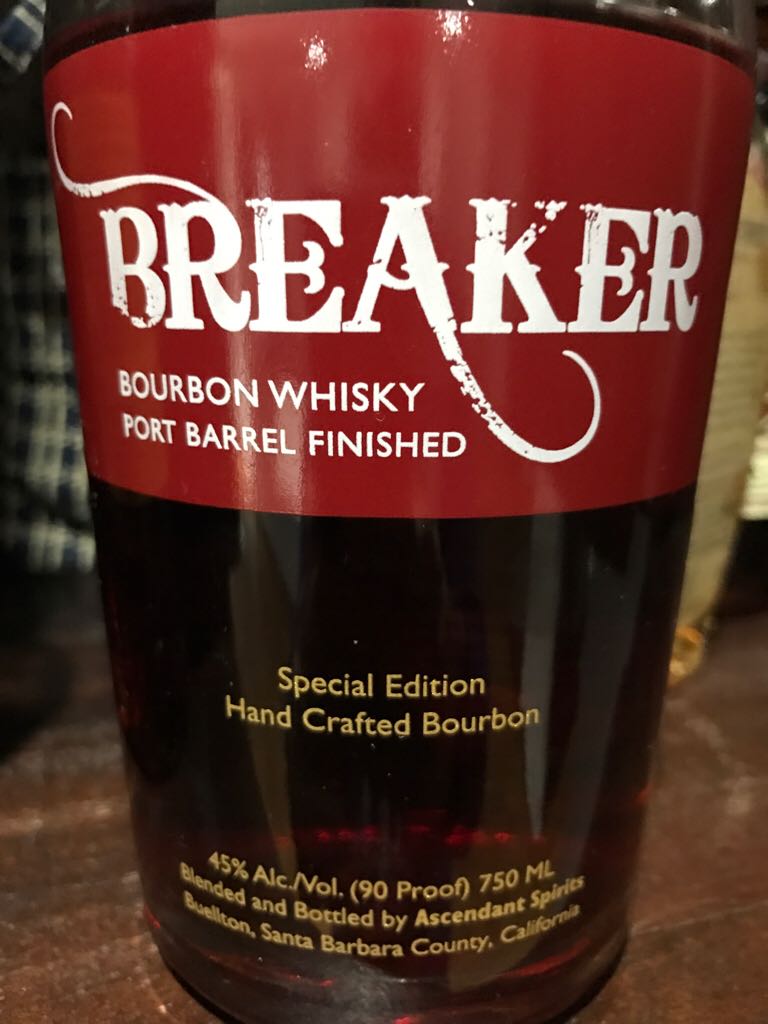 BREAKER
BOURBON WHISKY
PORT BARREL FINISHED
Special Edition
Hand Crafted Bourbon
45% Alc./Vol. (90 Proof) 750 ML
Blended and Bottled by Ascendant Spirits
Buellton, Santa Barbara County, California